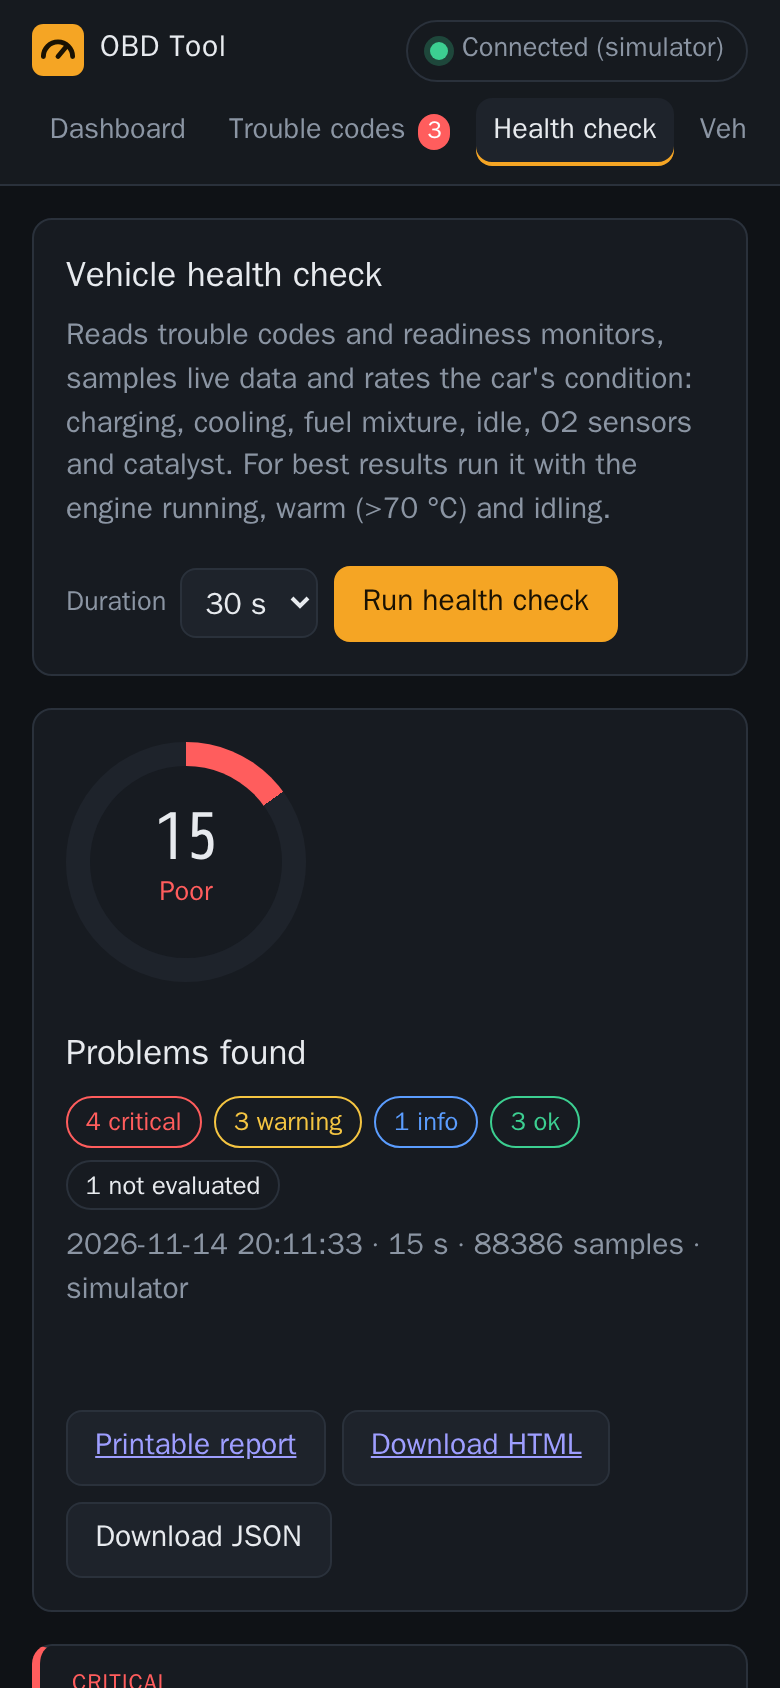 OBD Tool
Connected (simulator)
Dashboard
Trouble codes 3
Health check
Veh
Vehicle health check
Reads trouble codes and readiness monitors,
samples live data and rates the car's condition:
charging, cooling, fuel mixture, idle, O2 sensors
and catalyst. For best results run it with the
engine running, warm (>70 °C) and idling.
Duration
30 s
Run health check
15
Poor
Problems found
4 critical
3 warning
1 info
3 ok
1 not evaluated
2026-11-14 20:11:33 · 15 s · 88386 samples ·
simulator
Printable report
Download HTML
Download JSON
CRITICAL